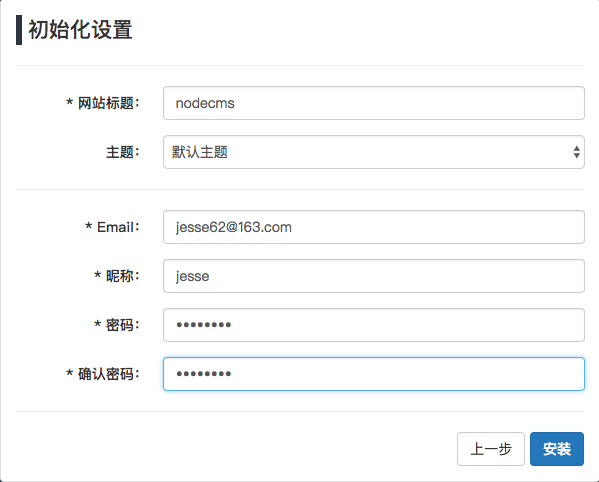 初始化设置
* 网站标题： nodecms
主题： 默认主题
* Email： jesse62@163.com
* 昵称： jesse
* 密码： ••••••••
* 确认密码： ••••••••
上一步 安装